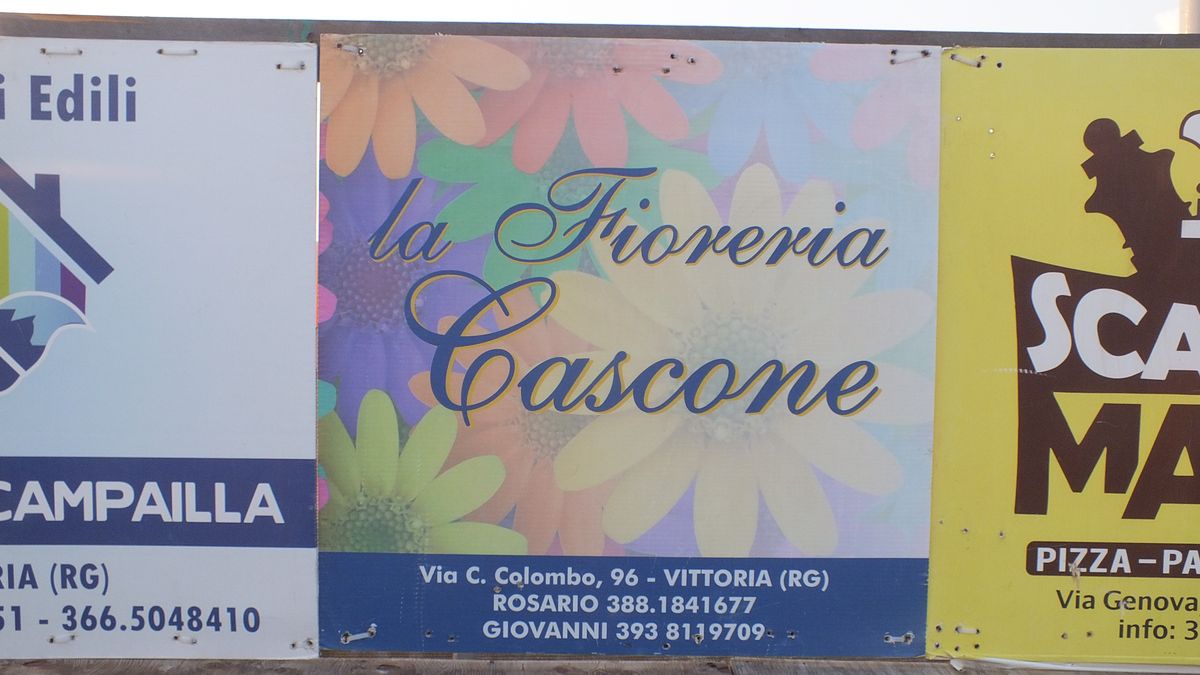 i Edili
CAMPAILLA
RIA (RG)
51 - 366.5048410
la Fioreria
Cascone
Via C. Colombo, 96 - VITTORIA (RG)
ROSARIO 388.1841677
GIOVANNI 393 8119709
SCA
MA
PIZZA – PA
Via Genova
info: 3